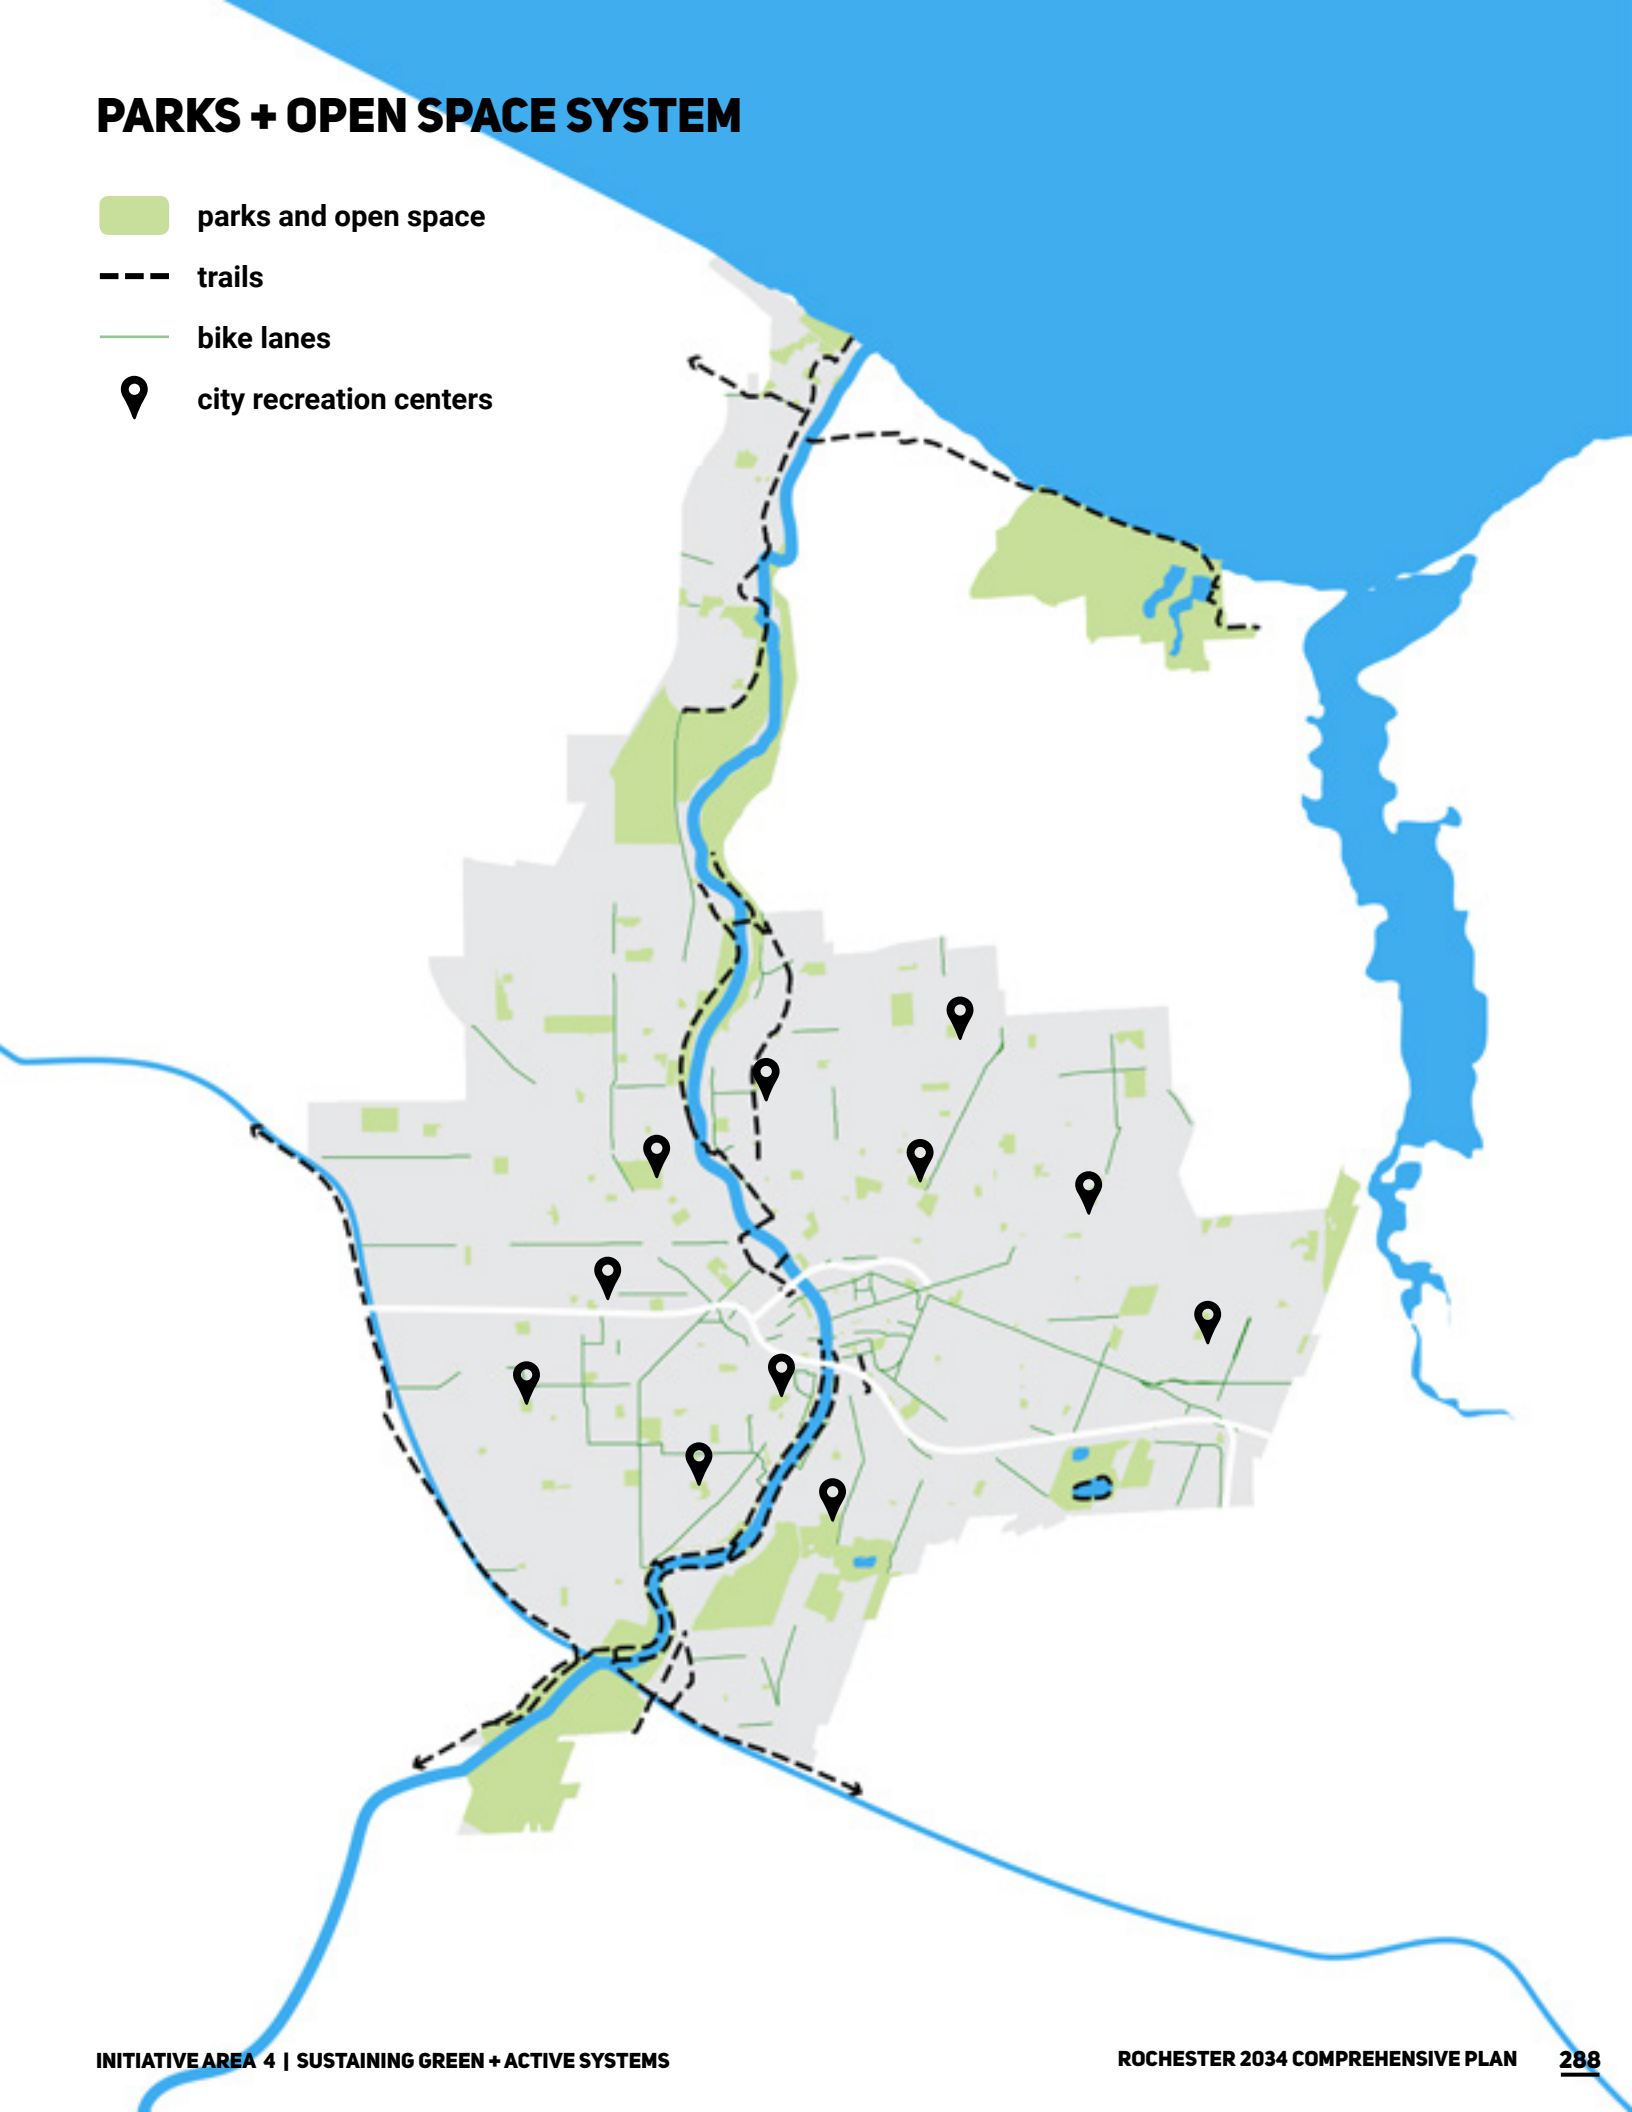 PARKS + OPEN SPACE SYSTEM
parks and open space
trails
bike lanes
city recreation centers
INITIATIVE AREA 4 | SUSTAINING GREEN + ACTIVE SYSTEMS
ROCHESTER 2034 COMPREHENSIVE PLAN 288